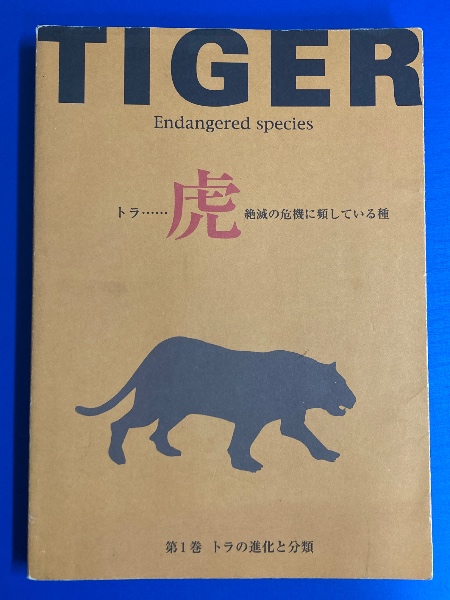 TIGER
Endangered species
トラ……虎 絶滅の危機に瀕している種
第1巻 トラの進化と分類